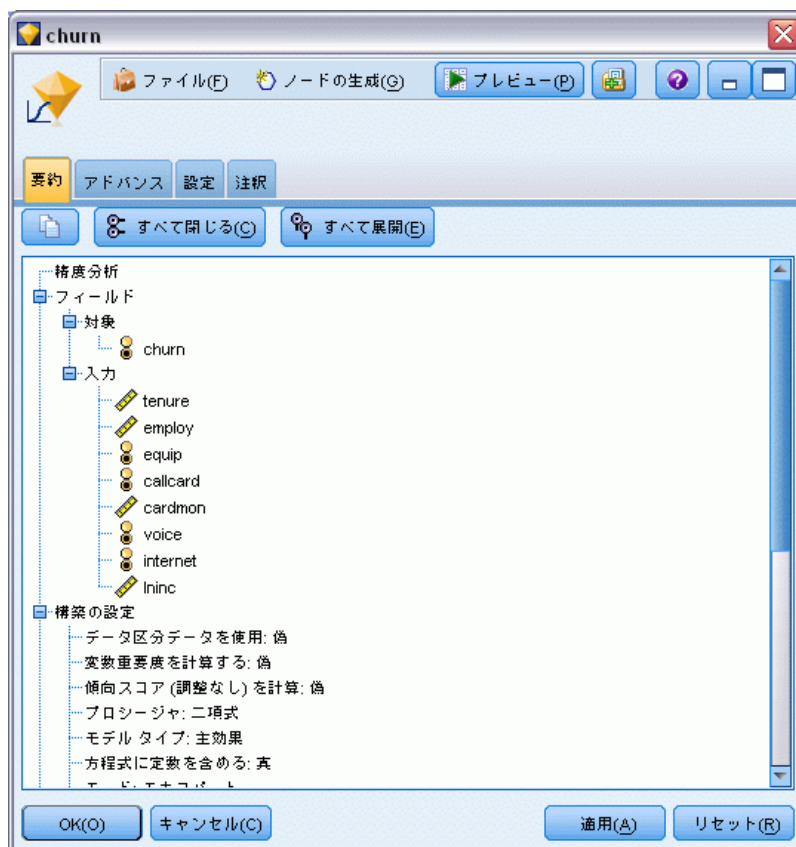 churn
ファイル(F) ノードの生成(G) プレビュー(P)
要約 アドバンス 設定 注釈
すべて閉じる(C) すべて展開(E)
精度分析
フィールド
対象
churn
入力
tenure
employ
equip
callcard
cardmon
voice
internet
lninc
構築の設定
データ区分データを使用: 偽
変数重要度を計算する: 偽
傾向スコア (調整なし) を計算: 偽
プロシージャ: 二項式
モデル タイプ: 主効果
方程式に定数を含める: 真
OK(O) キャンセル(C) 適用(A) リセット(R)